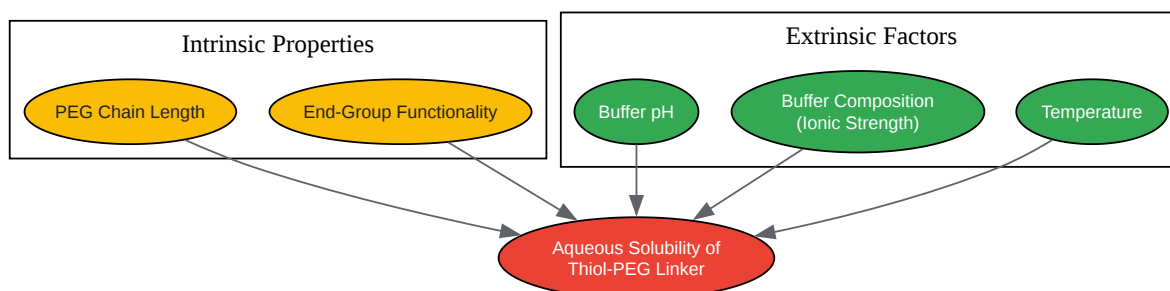 Intrinsic Properties
Extrinsic Factors
PEG Chain Length
End-Group Functionality
Buffer pH
Buffer Composition
(Ionic Strength)
Temperature
Aqueous Solubility of
Thiol-PEG Linker